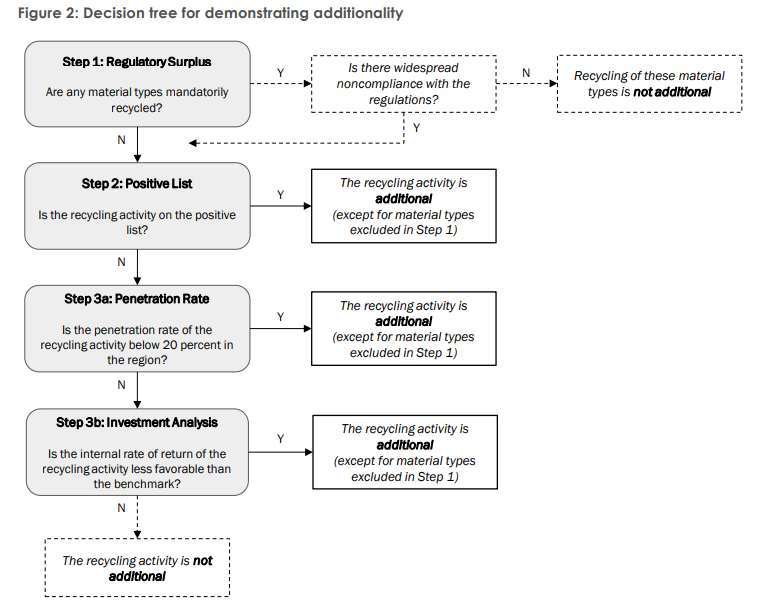 Figure 2: Decision tree for demonstrating additionality
Step 1: Regulatory Surplus
Are any material types mandatorily
recycled?
Y
Is there widespread
noncompliance with the
regulations?
N
Recycling of these material
types is not additional
Y
N
Step 2: Positive List
Is the recycling activity on the positive
list?
Y
The recycling activity is
additional
(except for material types
excluded in Step 1)
N
Step 3a: Penetration Rate
Is the penetration rate of the
recycling activity below 20 percent in
the region?
Y
The recycling activity is
additional
(except for material types
excluded in Step 1)
N
Step 3b: Investment Analysis
Is the internal rate of return of the
recycling activity less favorable than
the benchmark?
Y
The recycling activity is
additional
(except for material types
excluded in Step 1)
N
The recycling activity is not
additional